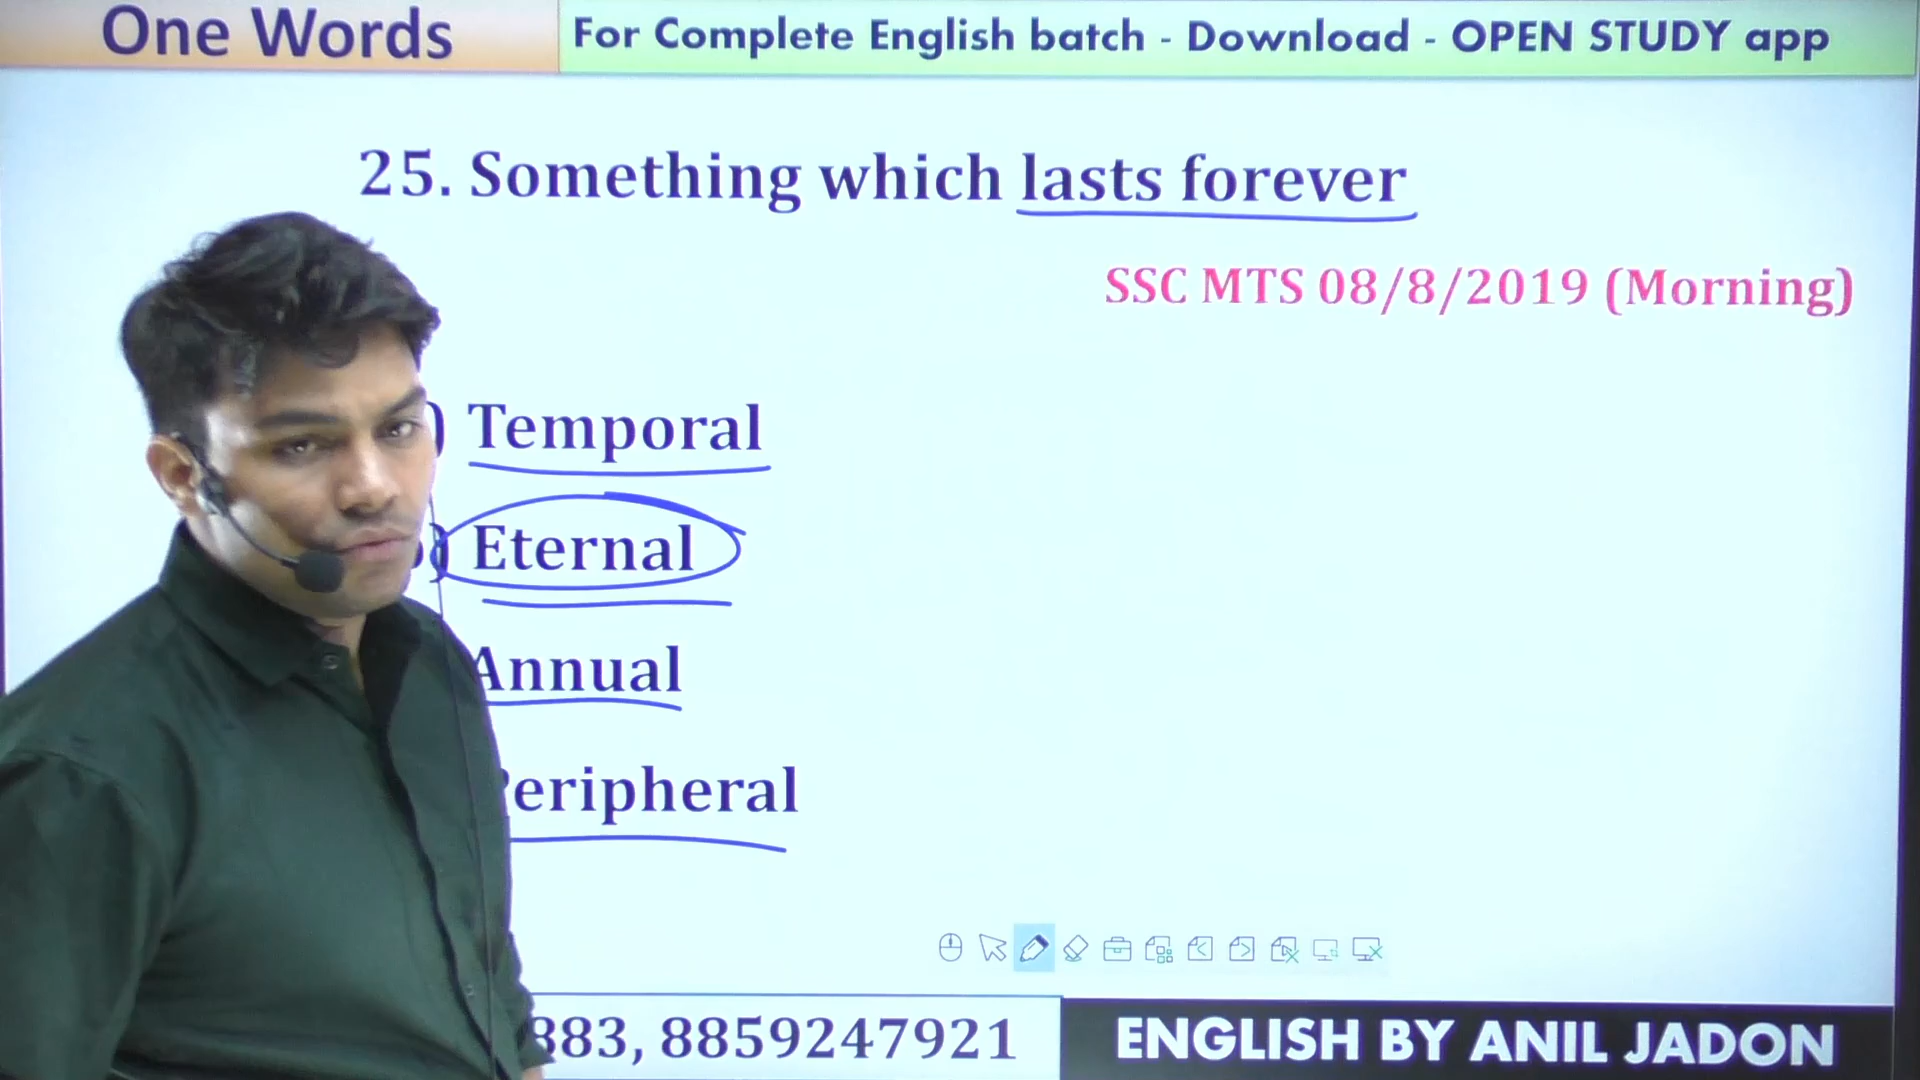 One Words
For Complete English batch - Download - OPEN STUDY app
25. Something which lasts forever
SSC MTS 08/8/2019 (Morning)
) Temporal
) Eternal
Annual
Peripheral
883, 8859247921
ENGLISH BY ANIL JADON